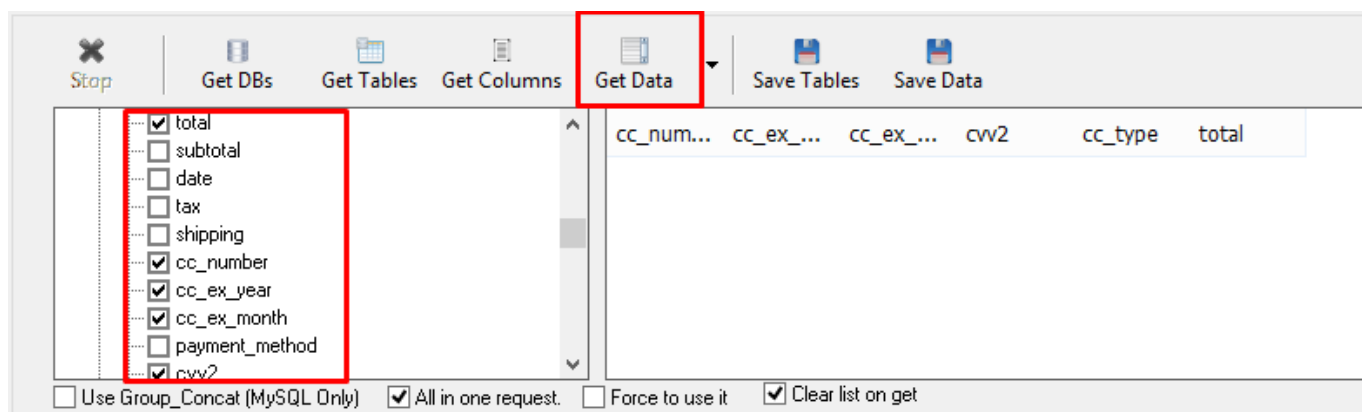 Stop Get DBs Get Tables Get Columns Get Data Save Tables Save Data
total
subtotal
date
tax
shipping
cc_number
cc_ex_year
cc_ex_month
payment_method
cvv2
cc_num... cc_ex_... cc_ex_... cvv2 cc_type total
Use Group_Concat (MySQL Only) All in one request. Force to use it Clear list on get